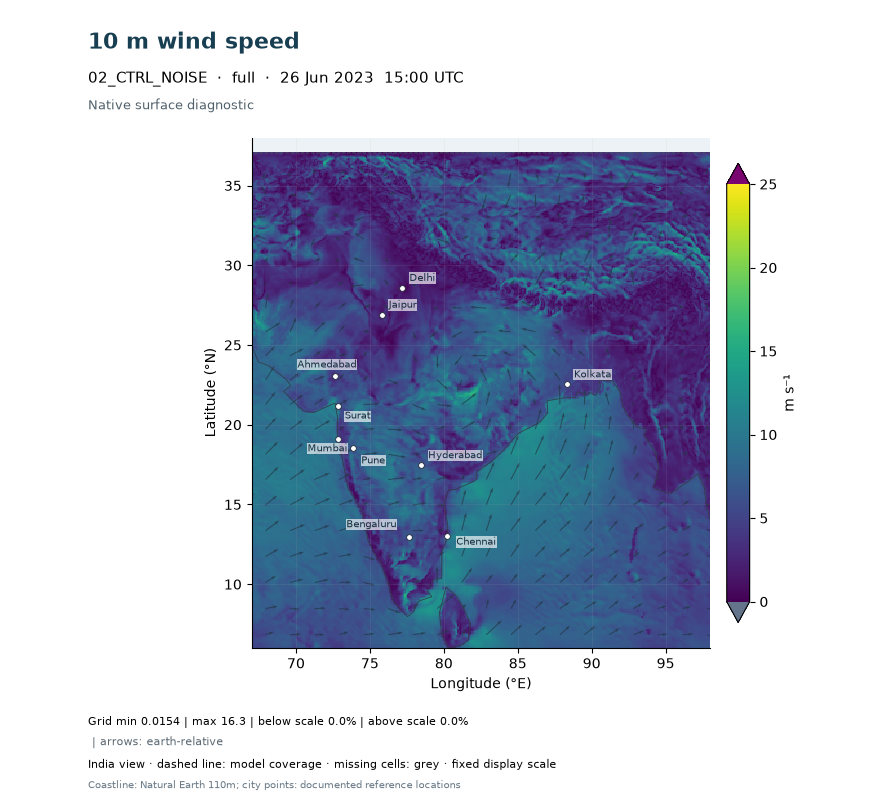 10 m wind speed
02_CTRL_NOISE · full · 26 Jun 2023 15:00 UTC
Native surface diagnostic
35
30
25
20
15
10
Latitude (°N)
Delhi
Jaipur
Ahmedabad
Kolkata
Surat
Mumbai
Pune
Hyderabad
Bengaluru
Chennai
70
75
80
85
90
95
Longitude (°E)
25
20
15
10
5
0
m s⁻¹
Grid min 0.0154 | max 16.3 | below scale 0.0% | above scale 0.0%
| arrows: earth-relative
India view · dashed line: model coverage · missing cells: grey · fixed display scale
Coastline: Natural Earth 110m; city points: documented reference locations